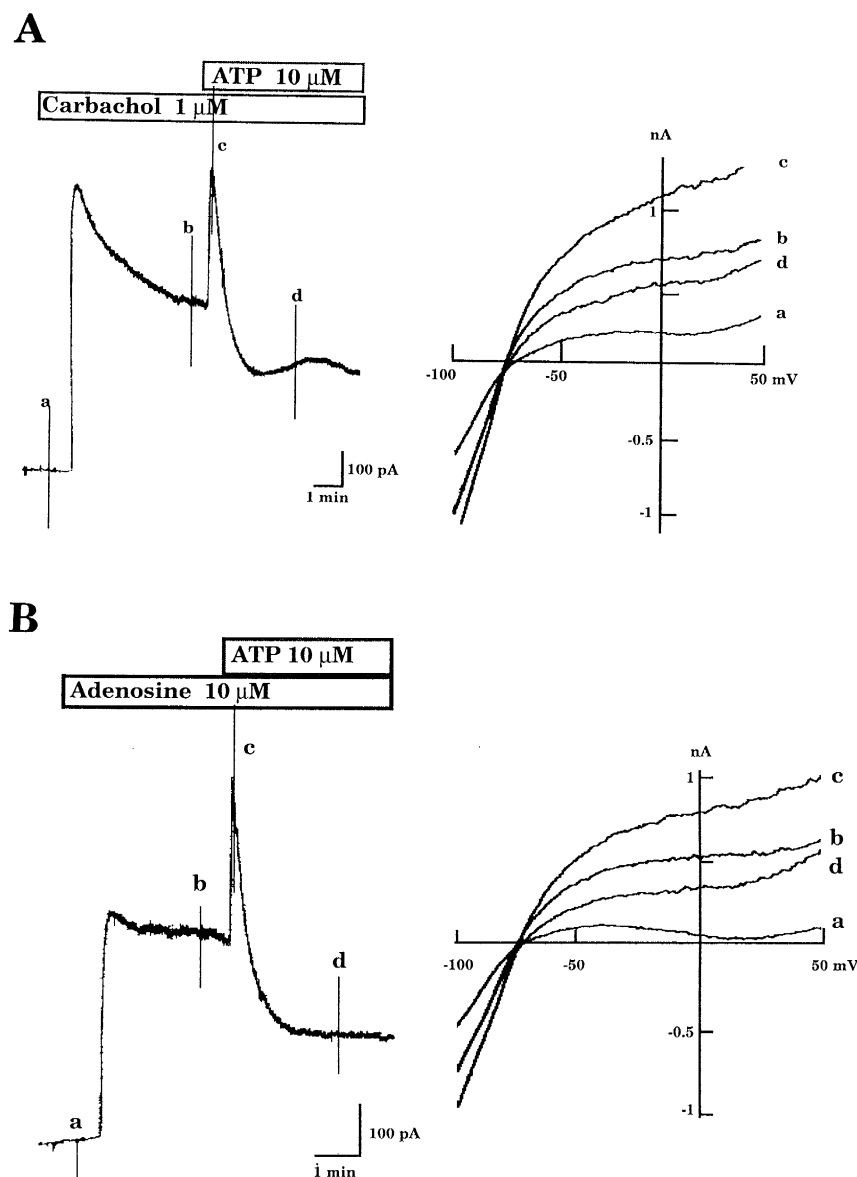 A
ATP 10 µM
Carbachol 1 µM
c
b
d
a
100 pA
1 min
nA
c
1
b
d
a
-100
-50
50 mV
-0.5
-1
B
ATP 10 µM
Adenosine 10 µM
c
b
d
a
100 pA
1 min
nA
1
c
b
d
a
-100
-50
50 mV
-0.5
-1